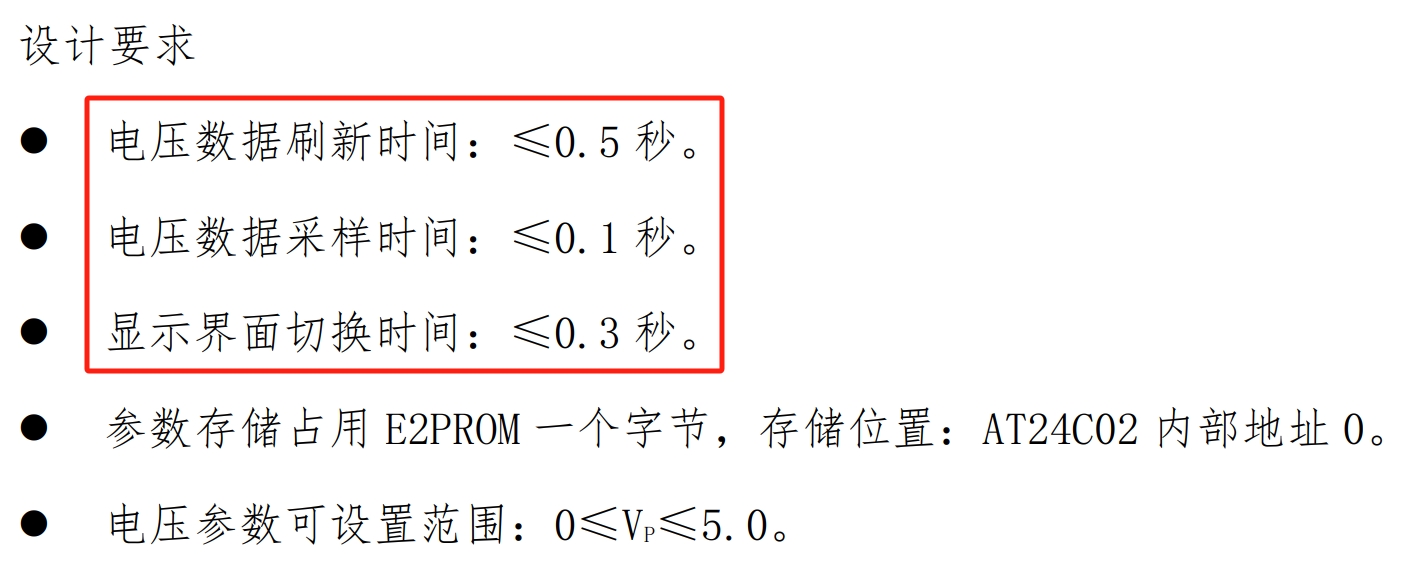 设计要求
● 电压数据刷新时间：≤0.5 秒。
● 电压数据采样时间：≤0.1 秒。
● 显示界面切换时间：≤0.3 秒。
● 参数存储占用 E2PROM 一个字节，存储位置：AT24C02 内部地址 0。
● 电压参数可设置范围：0≤VP≤5.0。